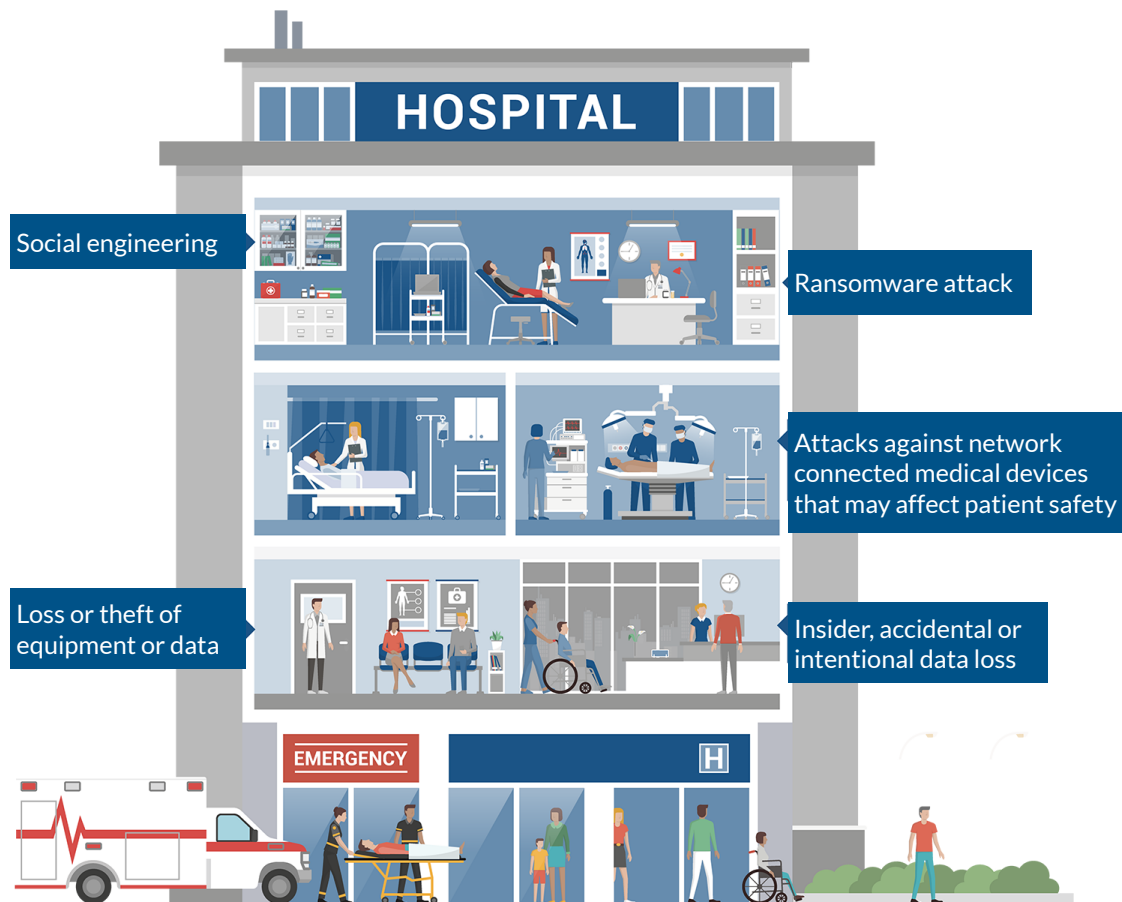 HOSPITAL
Social engineering
Ransomware attack
Attacks against network
connected medical devices
that may affect patient safety
Loss or theft of
equipment or data
Insider, accidental or
intentional data loss
EMERGENCY
H